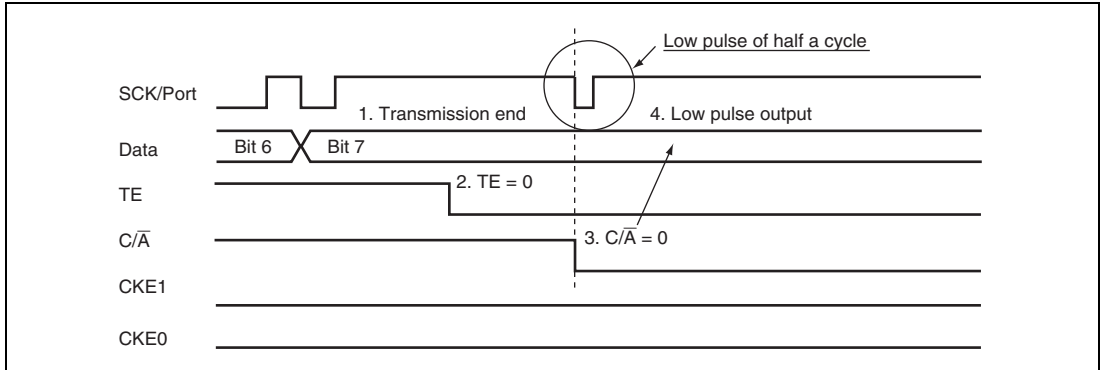 Low pulse of half a cycle
SCK/Port
1. Transmission end
4. Low pulse output
Data
Bit 6
Bit 7
TE
2. TE = 0
C/A̅
3. C/A̅ = 0
CKE1
CKE0